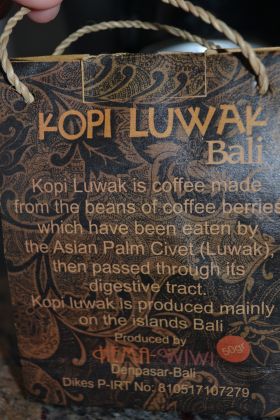 KOPI LUWAK
Bali
Kopi Luwak is coffee made
from the beans of coffee berries
which have been eaten by
the Asian Palm Civet (Luwak),
then passed through its
digestive tract.
Kopi luwak is produced mainly
on the islands Bali
Produced by
WIWI
50gr
Denpasar-Bali
Dikes P-IRT No: 810517107279